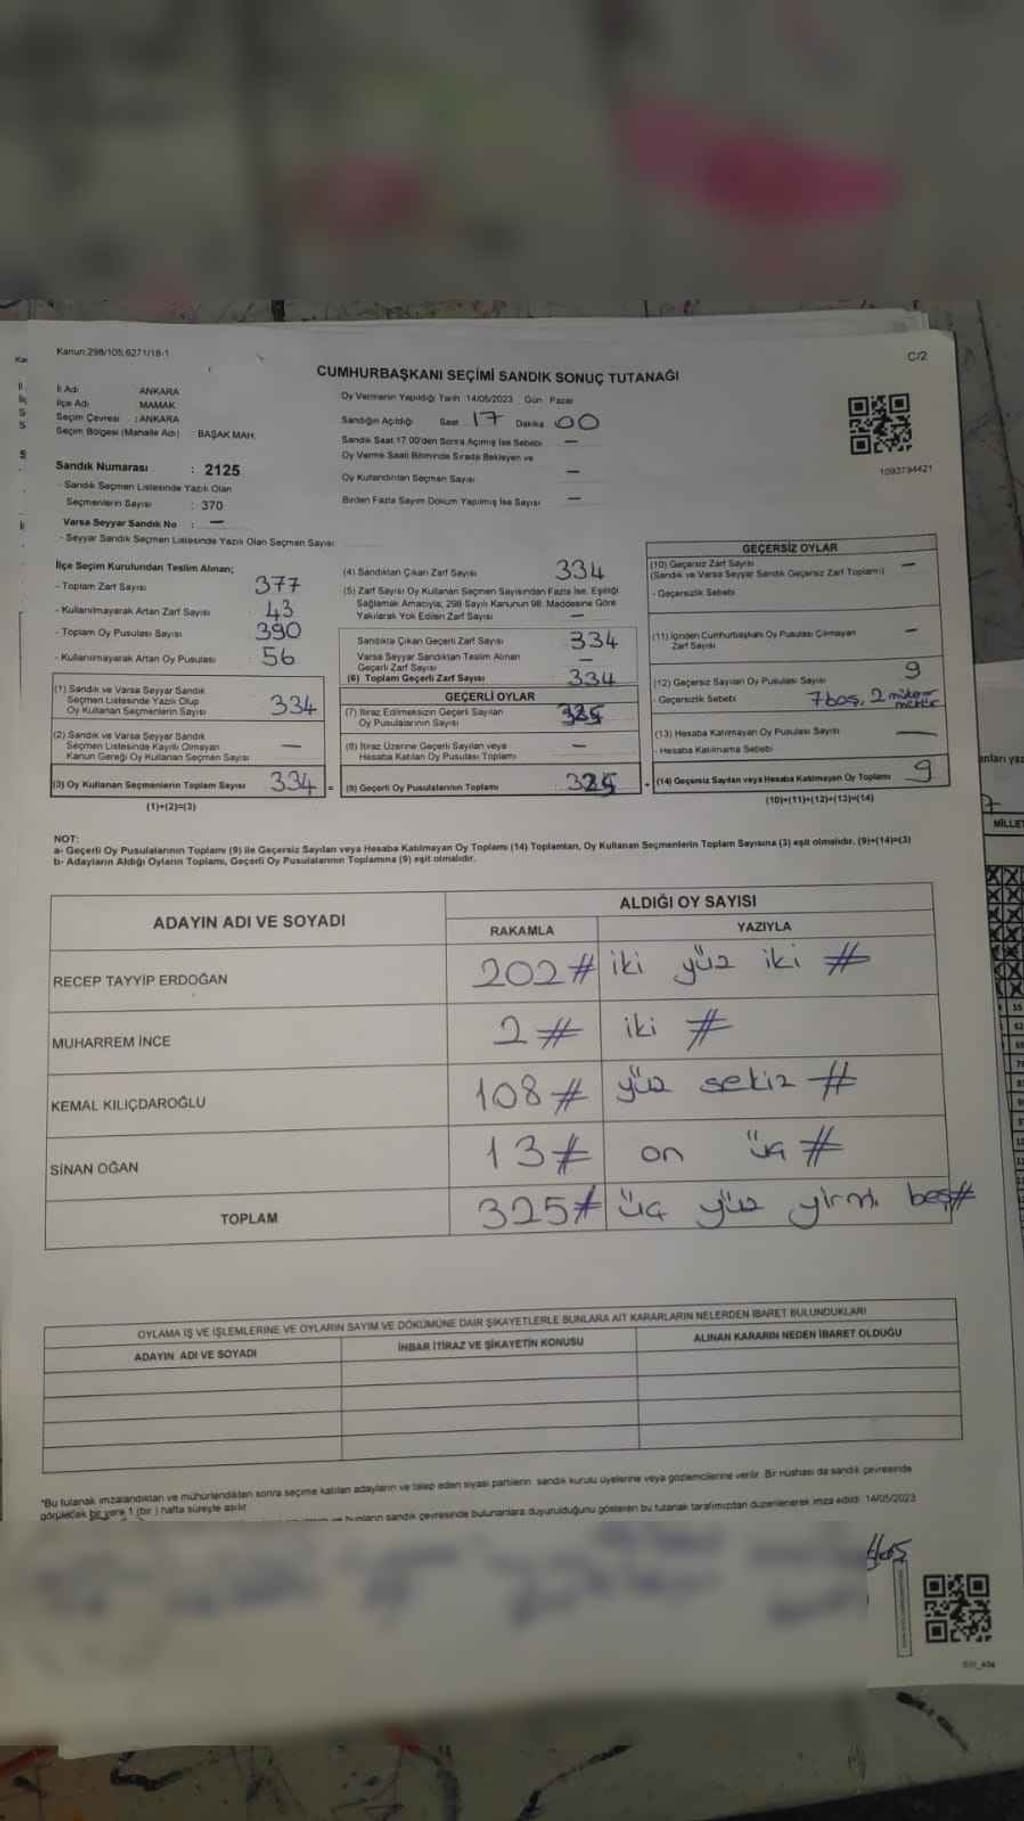 Kanun:298/105,6271/18-1
C/2
CUMHURBAŞKANI SEÇİMİ SANDIK SONUÇ TUTANAĞI
İl Adı ANKARA
İlçe Adı MAMAK
Seçim Çevresi : ANKARA
Seçim Bölgesi (Mahalle Adı) BAŞAK MAH.
Sandık Numarası : 2125
- Sandık Seçmen Listesinde Yazılı Olan
Seçmenlerin Sayısı : 370
Varsa Seyyar Sandık No : —
- Seyyar Sandık Seçmen Listesinde Yazılı Olan Seçmen Sayısı
Oy Vermenin Yapıldığı Tarih 14/05/2023 Gün Pazar
Sandığın Açıldığı Saat 17 Dakika 00
Sandık Saat 17.00'den Sonra Açılmış İse Sebebi —
Oy Verme Saati Bitiminde Sırada Bekleyen ve
Oy Kullandırılan Seçmen Sayısı —
Birden Fazla Sayım Döküm Yapılmış İse Sayısı —
1093794421
İlçe Seçim Kurulundan Teslim Alınan;
- Toplam Zarf Sayısı 377
- Kullanılmayarak Artan Zarf Sayısı 43
- Toplam Oy Pusulası Sayısı 390
- Kullanılmayarak Artan Oy Pusulası 56
(1) Sandık ve Varsa Seyyar Sandık
Seçmen Listesinde Yazılı Olup
Oy Kullanan Seçmenlerin Sayısı 334
(2) Sandık ve Varsa Seyyar Sandık
Seçmen Listesinde Kayıtlı Olmayan
Kanun Gereği Oy Kullanan Seçmen Sayısı —
(3) Oy Kullanan Seçmenlerin Toplam Sayısı 334 =
(1)+(2)=(3)
(4) Sandıktan Çıkan Zarf Sayısı 334
(5) Zarf Sayısı Oy Kullanan Seçmen Sayısından Fazla İse, Eşitliği
Sağlamak Amacıyla, 298 Sayılı Kanunun 98. Maddesine Göre
Yakılarak Yok Edilen Zarf Sayısı —
Sandıkta Çıkan Geçerli Zarf Sayısı 334
Varsa Seyyar Sandıktan Teslim Alınan
Geçerli Zarf Sayısı —
(6) Toplam Geçerli Zarf Sayısı 334
GEÇERLİ OYLAR
(7) İtiraz Edilmeksizin Geçerli Sayılan
Oy Pusulalarının Sayısı 325
(8) İtiraz Üzerine Geçerli Sayılan veya
Hesaba Katılan Oy Pusulası Toplamı —
(9) Geçerli Oy Pusulalarının Toplamı 325 +
GEÇERSİZ OYLAR
(10) Geçersiz Zarf Sayısı
(Sandık ve Varsa Seyyar Sandık Geçersiz Zarf Toplamı) —
- Geçersizlik Sebebi
(11) İçinden Cumhurbaşkanı Oy Pusulası Çıkmayan
Zarf Sayısı —
(12) Geçersiz Sayılan Oy Pusulası Sayısı 9
- Geçersizlik Sebebi 7 boş, 2
(13) Hesaba Katılmayan Oy Pusulası Sayısı —
- Hesaba Katılmama Sebebi
(14) Geçersiz Sayılan veya Hesaba Katılmayan Oy Toplamı 9
(10)+(11)+(12)+(13)=(14)
NOT:
a- Geçerli Oy Pusulalarının Toplamı (9) ile Geçersiz Sayılan veya Hesaba Katılmayan Oy Toplamı (14) Toplamları, Oy Kullanan Seçmenlerin Toplam Sayısına (3) eşit olmalıdır. (9)+(14)=(3)
b- Adayların Aldığı Oyların Toplamı, Geçerli Oy Pusulalarının Toplamına (9) eşit olmalıdır.
ADAYIN ADI VE SOYADI ALDIĞI OY SAYISI
RAKAMLA YAZIYLA
RECEP TAYYİP ERDOĞAN 202 # iki yüz iki #
MUHARREM İNCE 2 # iki #
KEMAL KILIÇDAROĞLU 108 # yüz sekiz #
SİNAN OĞAN 13 # on üç #
TOPLAM 325 # üç yüz yirmi beş #
OYLAMA İŞ VE İŞLEMLERİNE VE OYLARIN SAYIM VE DÖKÜMÜNE DAİR ŞİKAYETLERLE BUNLARA AİT KARARLARIN NELERDEN İBARET BULUNDUKLARI
ADAYIN ADI VE SOYADI İHBAR İTİRAZ VE ŞİKAYETİN KONUSU ALINAN KARARIN NEDEN İBARET OLDUĞU
*Bu tutanak imzalandıktan ve mühürlendikten sonra seçime katılan adayların ve talep eden siyasi partilerin sandık kurulu üyelerine veya gözlemcilerine verilir. Bir nüshası da sandık çevresinde
görülecek bir yere 1 (bir) hafta süreyle asılır.
bunların sandık çevresinde bulunanlara duyurulduğunu gösteren bu tutanak tarafımızdan düzenlenerek imza edildi. 14/05/2023
MİLLET